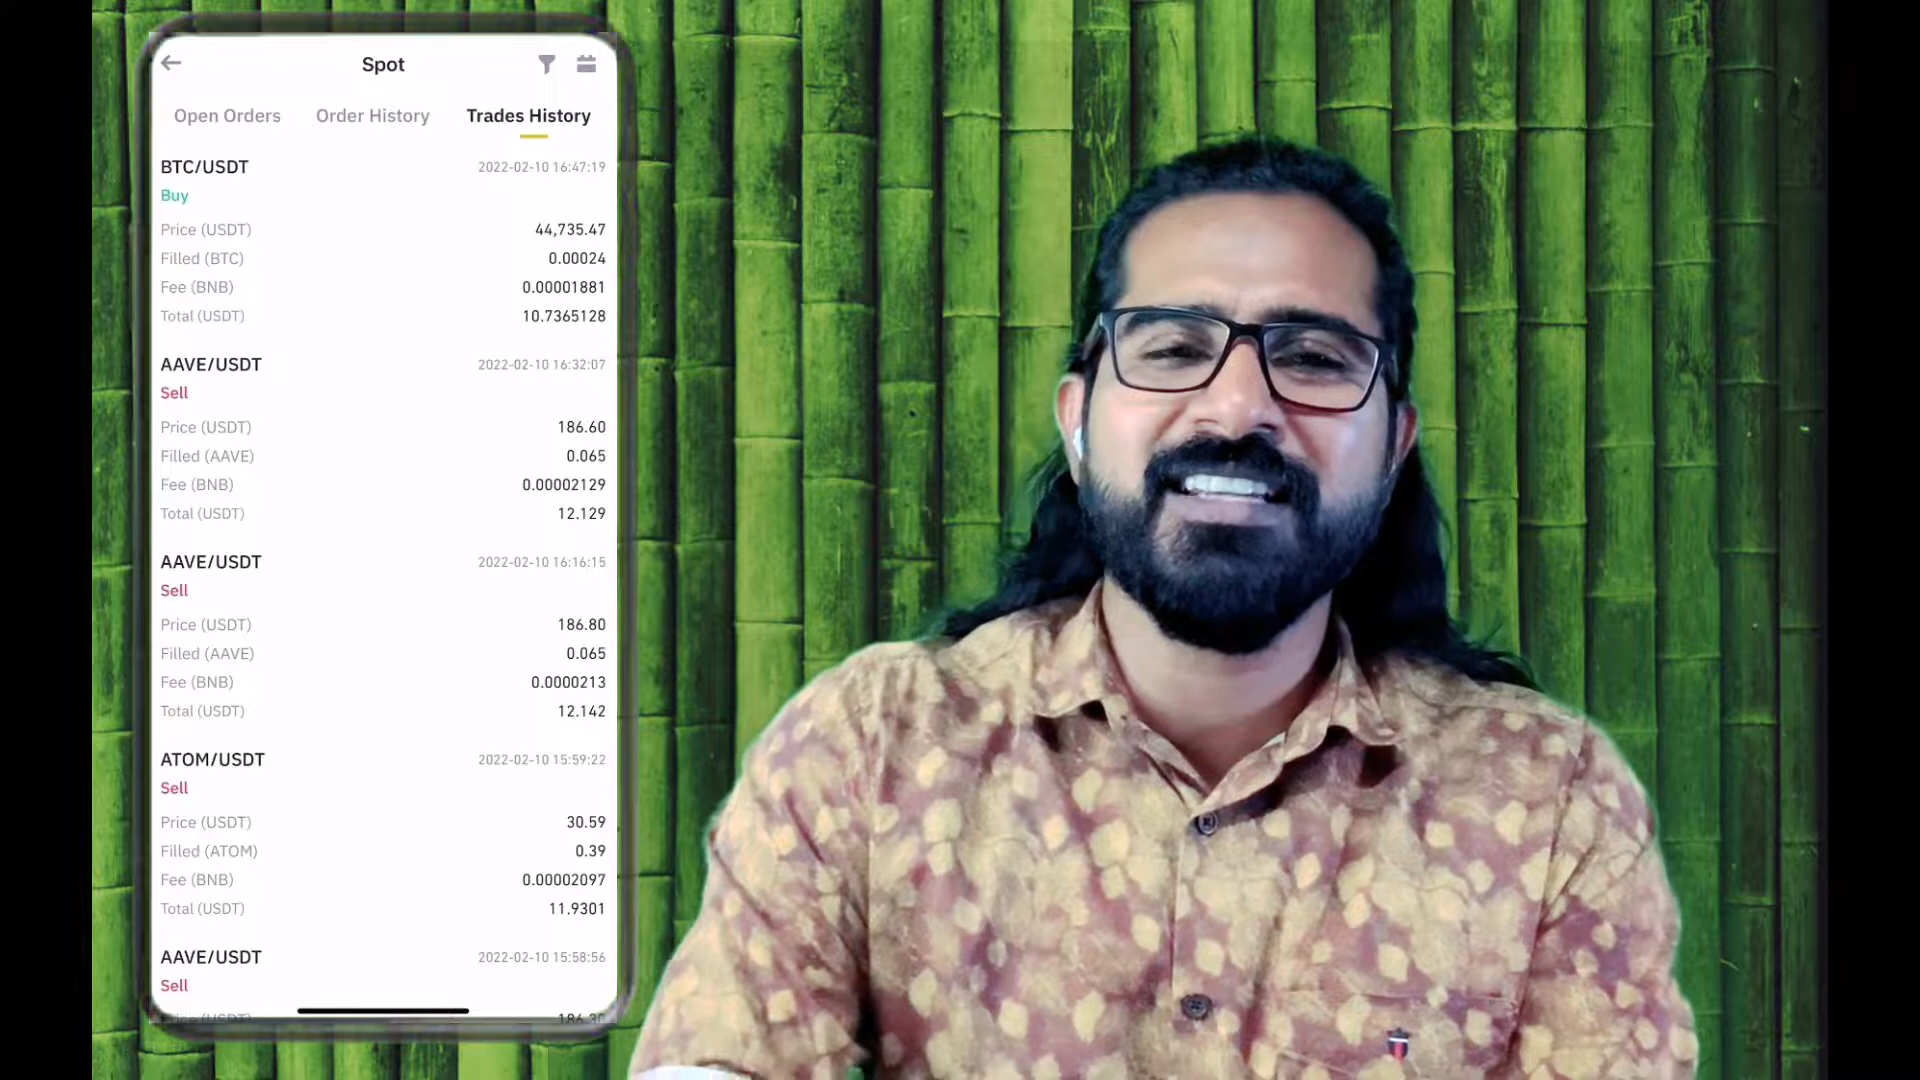 Spot
Open Orders Order History Trades History
BTC/USDT 2022-02-10 16:47:19
Buy
Price (USDT) 44,735.47
Filled (BTC) 0.00024
Fee (BNB) 0.00001881
Total (USDT) 10.7365128
AAVE/USDT 2022-02-10 16:32:07
Sell
Price (USDT) 186.60
Filled (AAVE) 0.065
Fee (BNB) 0.00002129
Total (USDT) 12.129
AAVE/USDT 2022-02-10 16:16:15
Sell
Price (USDT) 186.80
Filled (AAVE) 0.065
Fee (BNB) 0.0000213
Total (USDT) 12.142
ATOM/USDT 2022-02-10 15:59:22
Sell
Price (USDT) 30.59
Filled (ATOM) 0.39
Fee (BNB) 0.00002097
Total (USDT) 11.9301
AAVE/USDT 2022-02-10 15:58:56
Sell
Price (USDT) 186.30